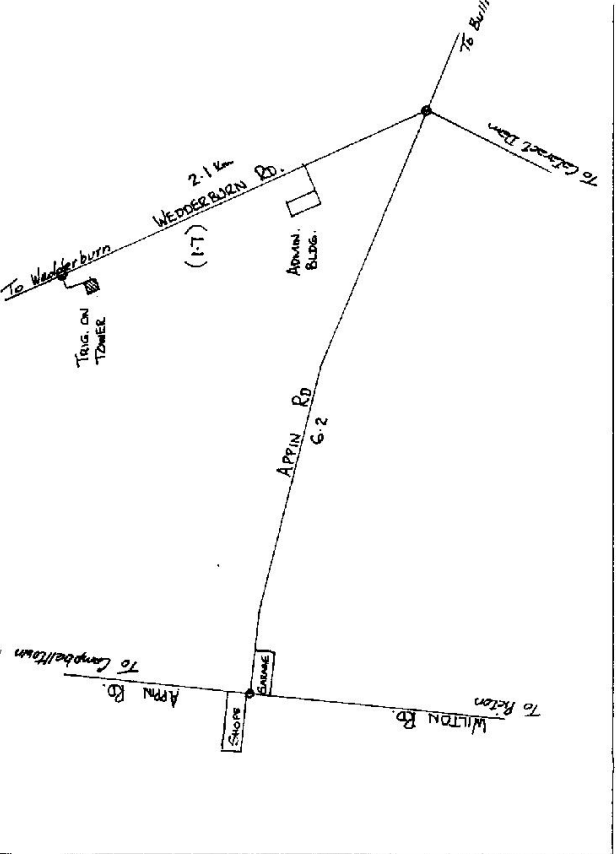 To Bulli
To Cataract Dam
2.1 Km
WEDDERBURN RD.
(1.7)
ADMIN.
BLDG.
To Wedderburn
TRIG. ON
TOWER
APPIN RD
6.2
To Campbelltown
APPIN RD.
GARAGE
SHOPS
WILTON RD.
To Picton